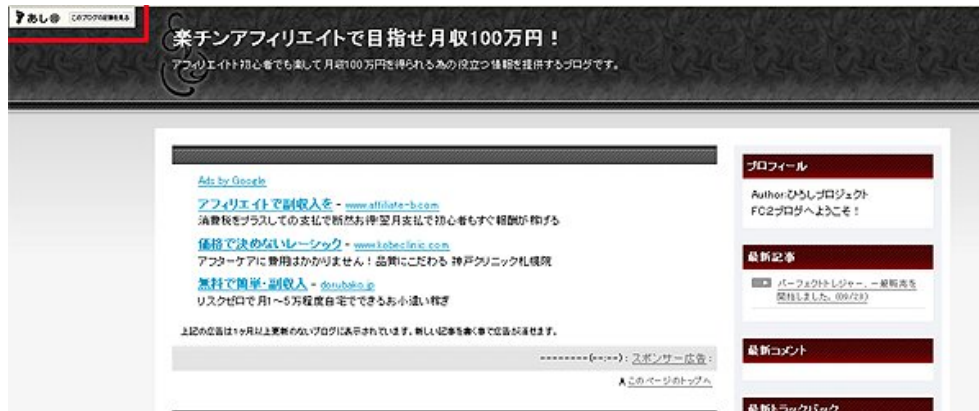 あし@
このブログの記事を見る
楽チンアフィリエイトで目指せ月収100万円！
アフィリエイト初心者でも楽して月収100万円を得られる為の役立つ情報を提供するブログです。
Ads by Google
アフィリエイトで副収入を - www.affiliate-b.com
消費税をプラスしての支払で断然お得!翌月支払で初心者もすぐ報酬が稼げる
価格で決めないレーシック - www.kobeclinic.com
アフターケアに費用はかかりません！品質にこだわる 神戸クリニック札幌院
無料で簡単・副収入 - dorubako.jp
リスクゼロで月1〜5万程度自宅でできるお小遣い稼ぎ
上記の広告は1ヶ月以上更新のないブログに表示されています。新しい記事を書く事で広告が消せます。
--------(--:--) : スポンサー広告 :
▲このページのトップへ
プロフィール
Author:ひろしプロジェクト
FC2ブログへようこそ！
最新記事
パーフェクトトレジャー、一般販売を
開始しました。(09/23)
最新コメント
最新トラックバック